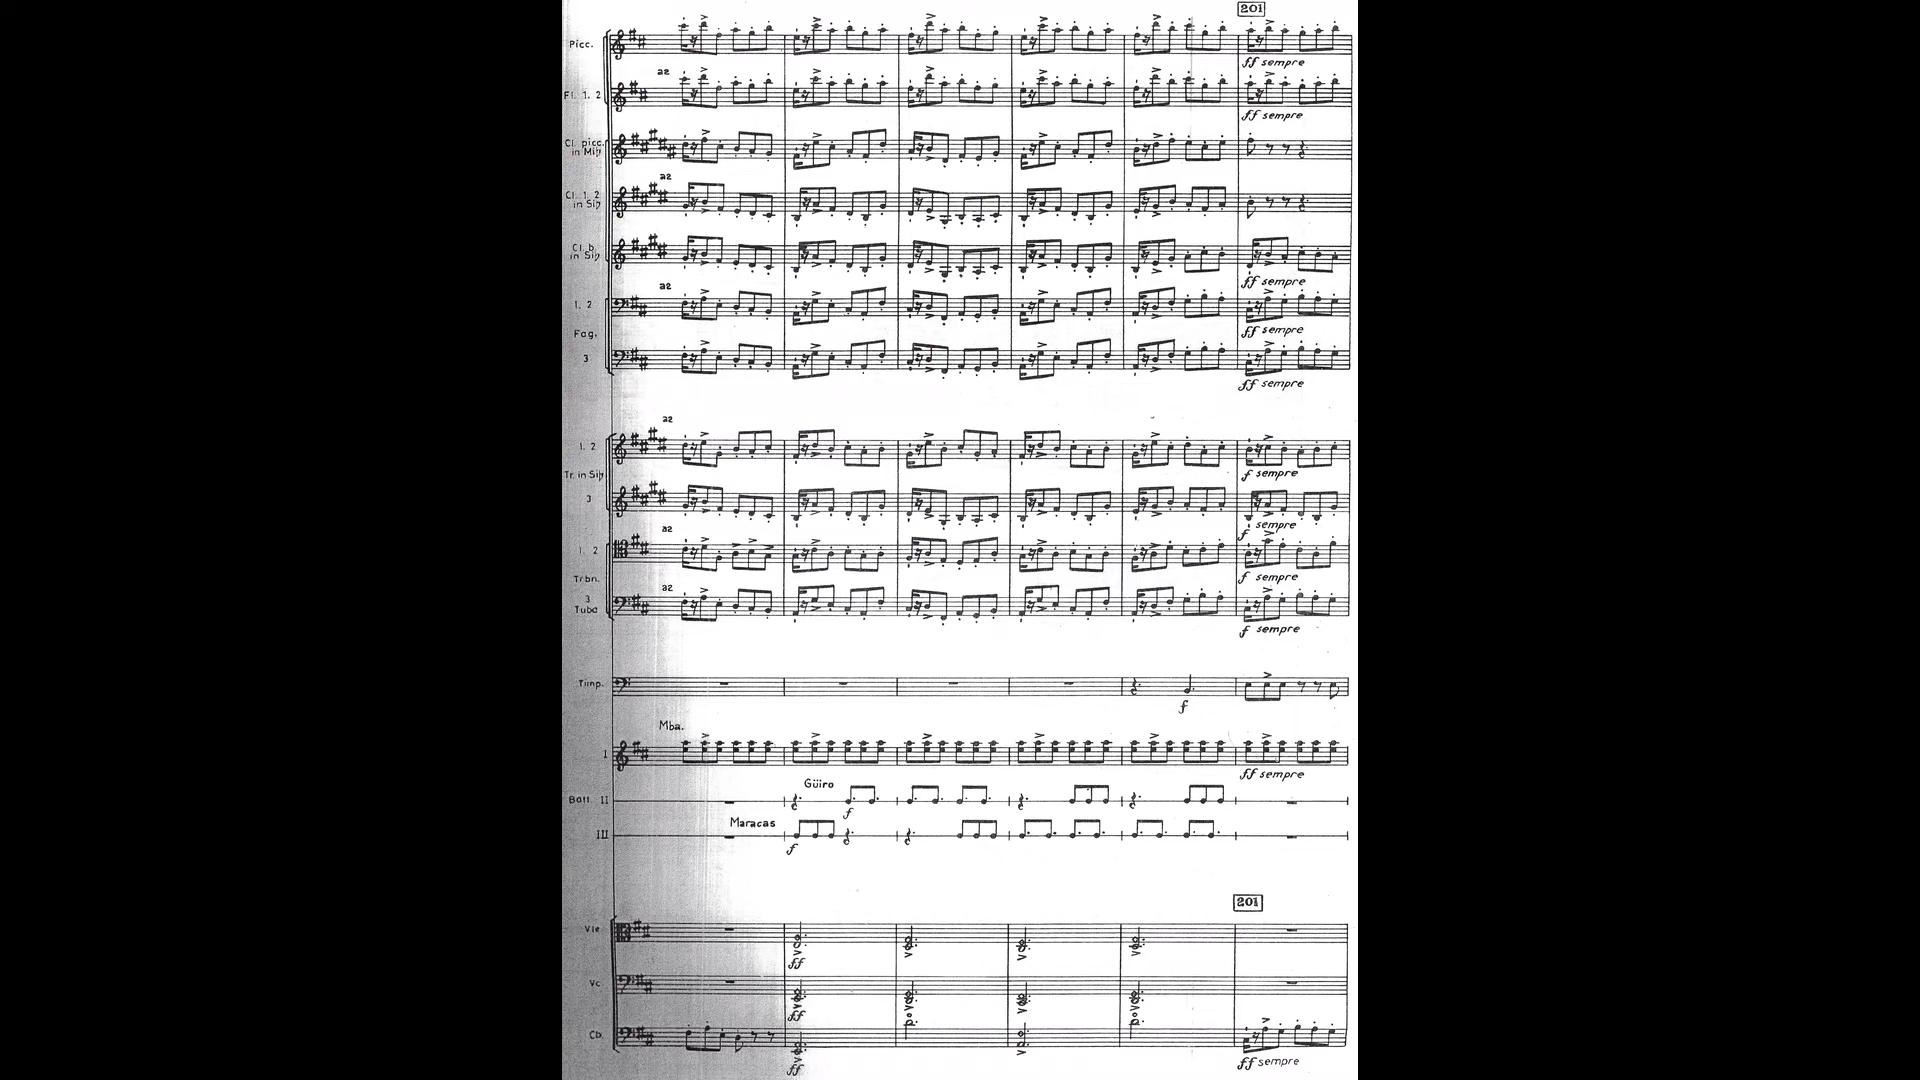 201
Picc.
ff sempre
a2
Fl. 1. 2
ff sempre
Cl. picc.
in Mi♮
a2
Cl. 1. 2
in Si♮
Cl. b.
in Si♮
ff sempre
a2
1. 2
ff sempre
Fag.
3
ff sempre
a2
1. 2
f sempre
Tr. in Si♮
3
f sempre
a2
1. 2
f sempre
Trbn.
a2
3
Tuba
f sempre
Timp.
f
Mba.
I
ff sempre
Güiro
Batt. II
f
Maracas
III
f
201
Vle
ff
Vc
ff
Cb.
ff
ff sempre